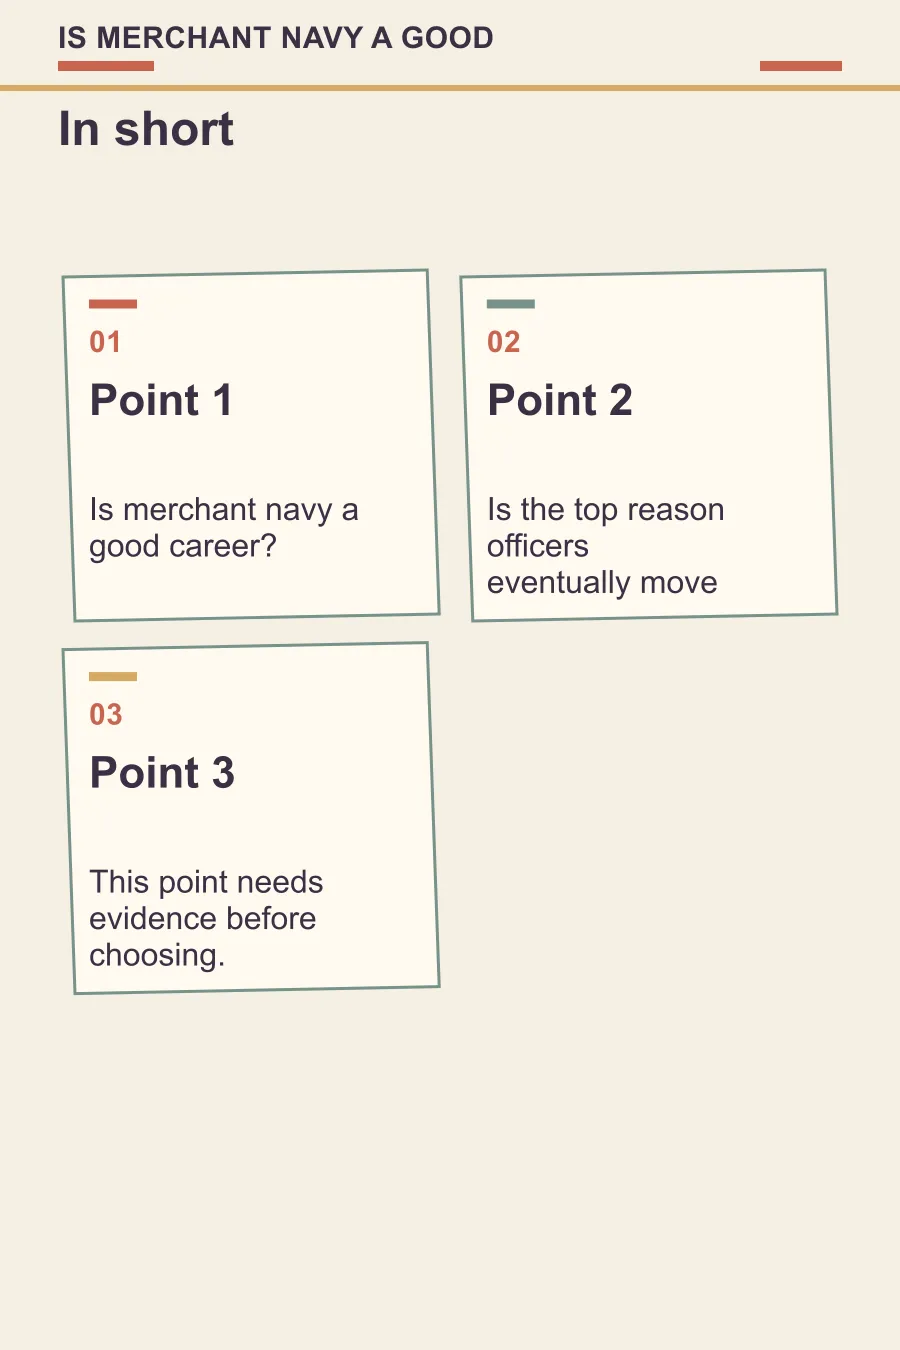 IS MERCHANT NAVY A GOOD
In short
01
Point 1
Is merchant navy a
good career?
02
Point 2
Is the top reason
officers
eventually move
03
Point 3
This point needs
evidence before
choosing.